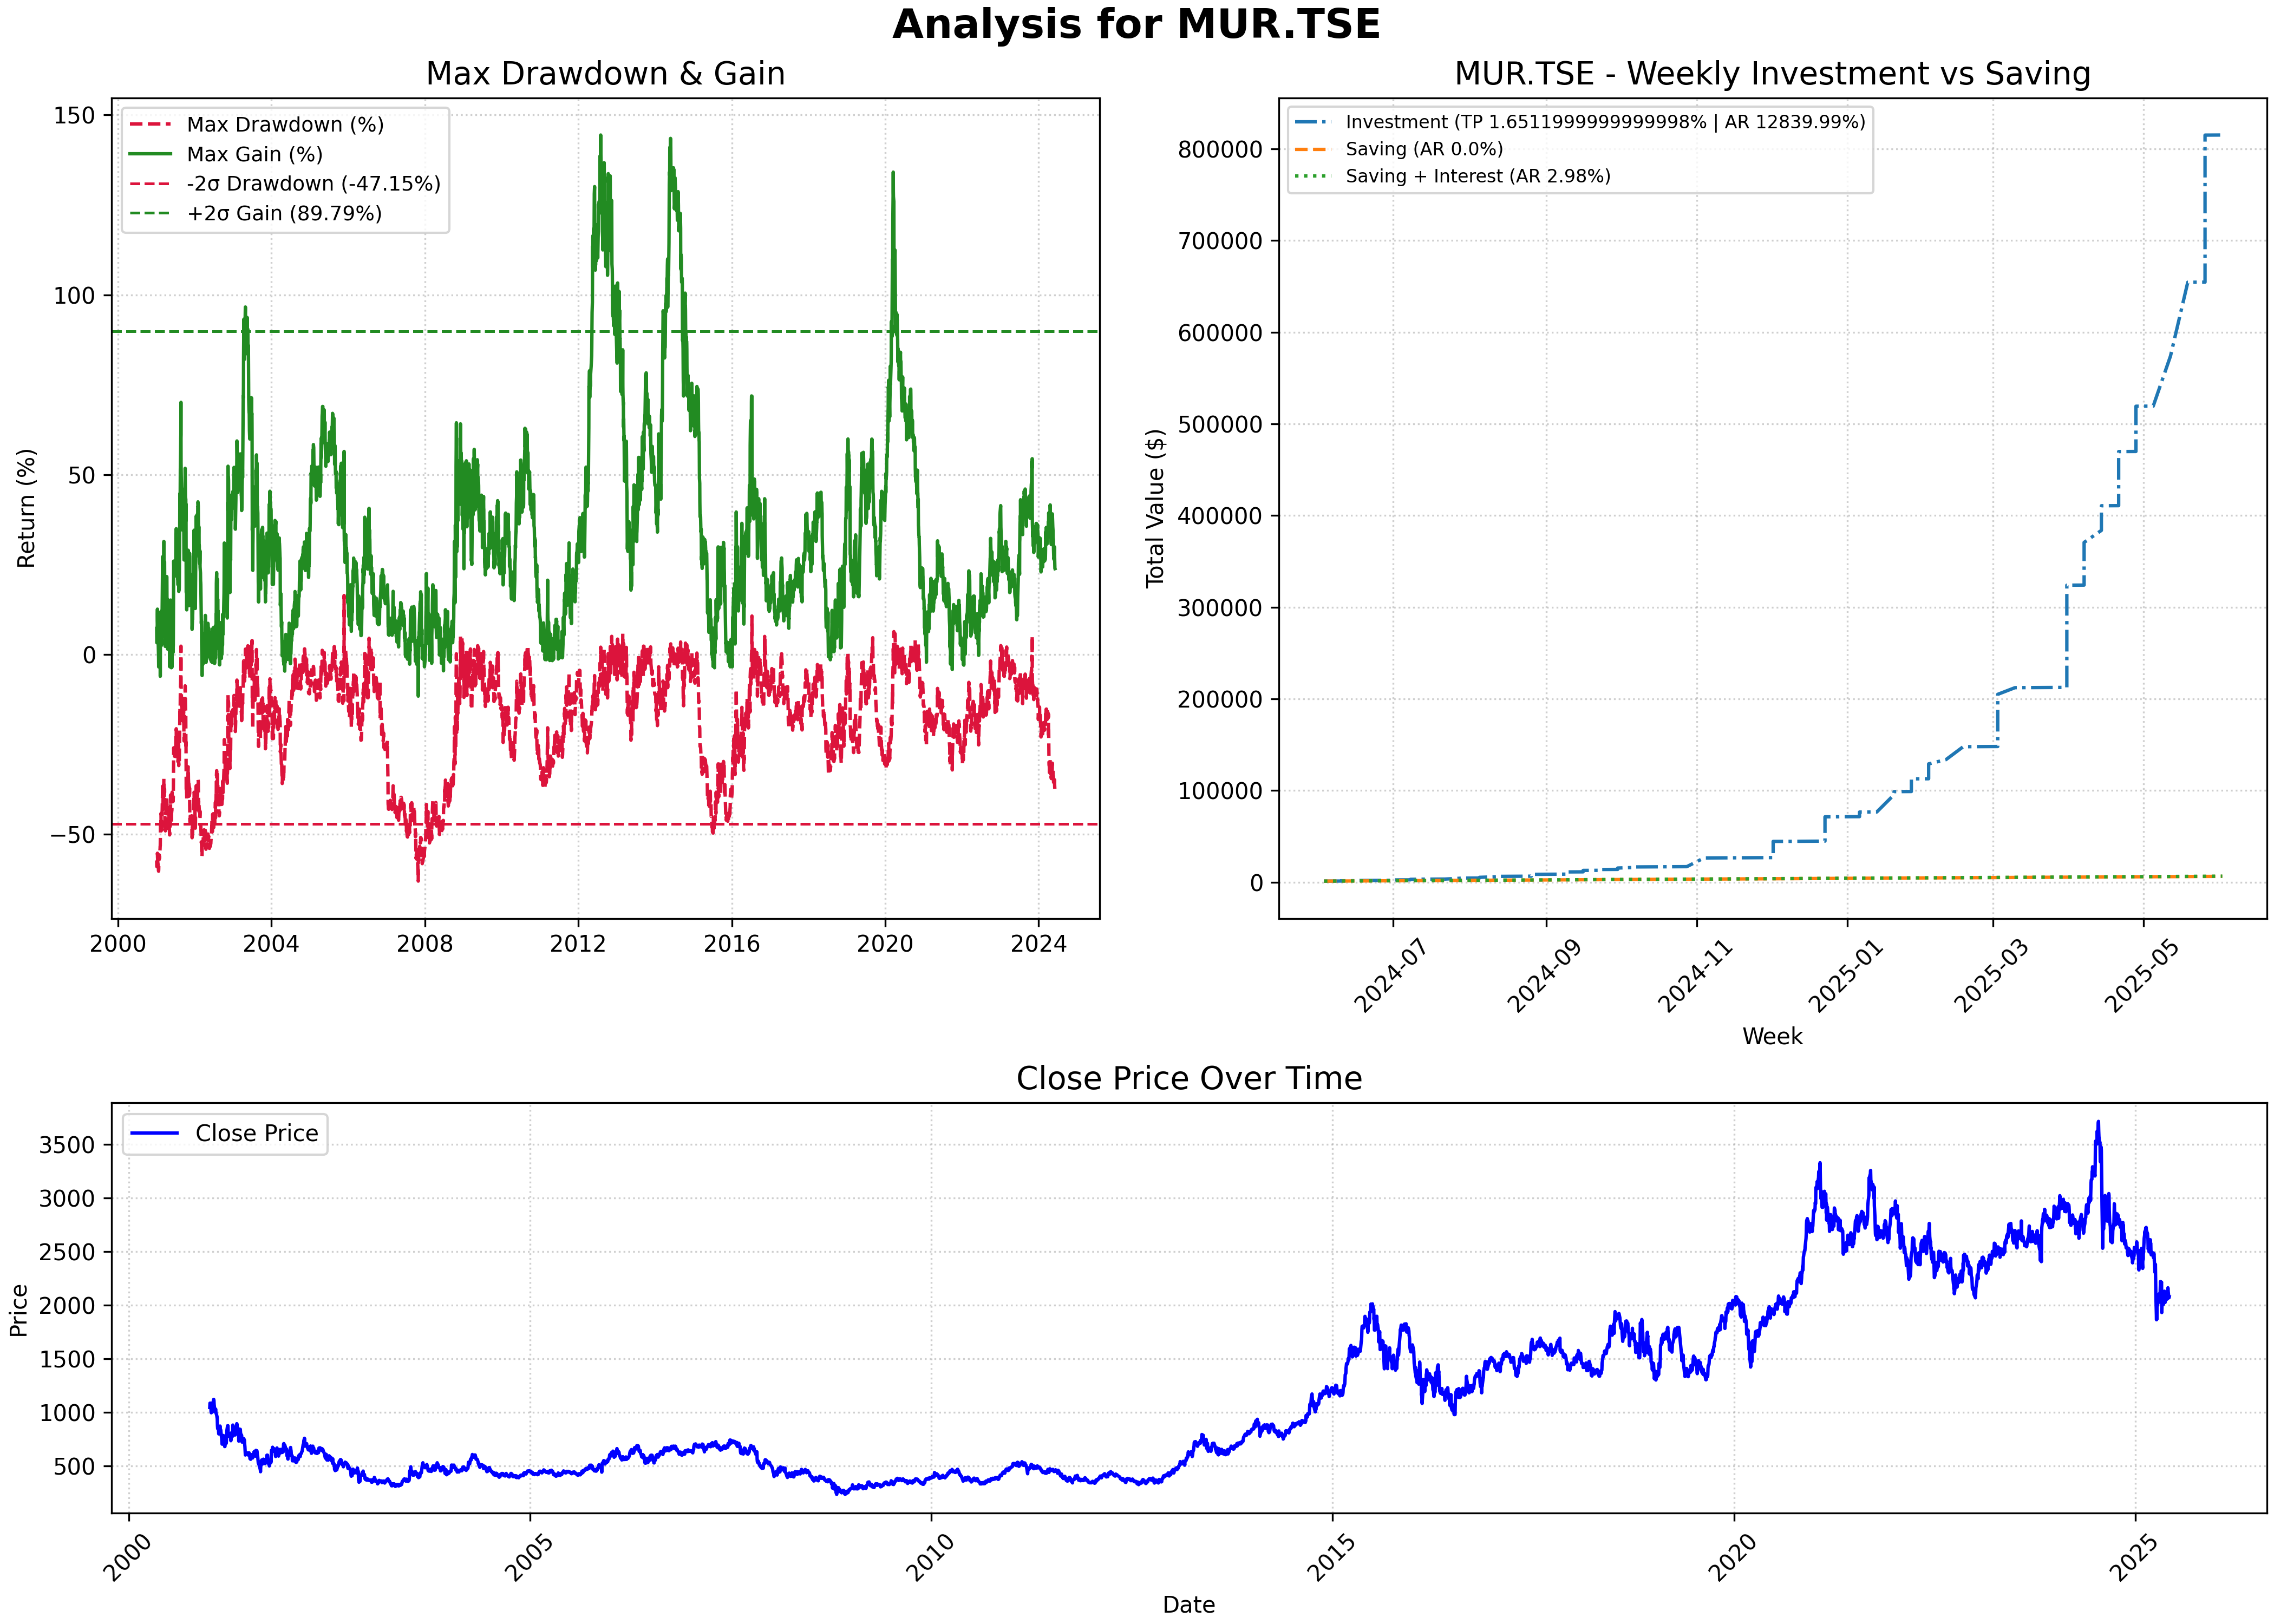 Analysis for MUR.TSE
Max Drawdown & Gain
Max Drawdown (%)
Max Gain (%)
-2σ Drawdown (-47.15%)
+2σ Gain (89.79%)
Return (%)
150
100
50
0
−50
2000 2004 2008 2012 2016 2020 2024
MUR.TSE - Weekly Investment vs Saving
Investment (TP 1.6511999999999998% | AR 12839.99%)
Saving (AR 0.0%)
Saving + Interest (AR 2.98%)
Total Value ($)
800000
700000
600000
500000
400000
300000
200000
100000
0
2024-07 2024-09 2024-11 2025-01 2025-03 2025-05
Week
Close Price Over Time
Close Price
Price
3500
3000
2500
2000
1500
1000
500
2000 2005 2010 2015 2020 2025
Date